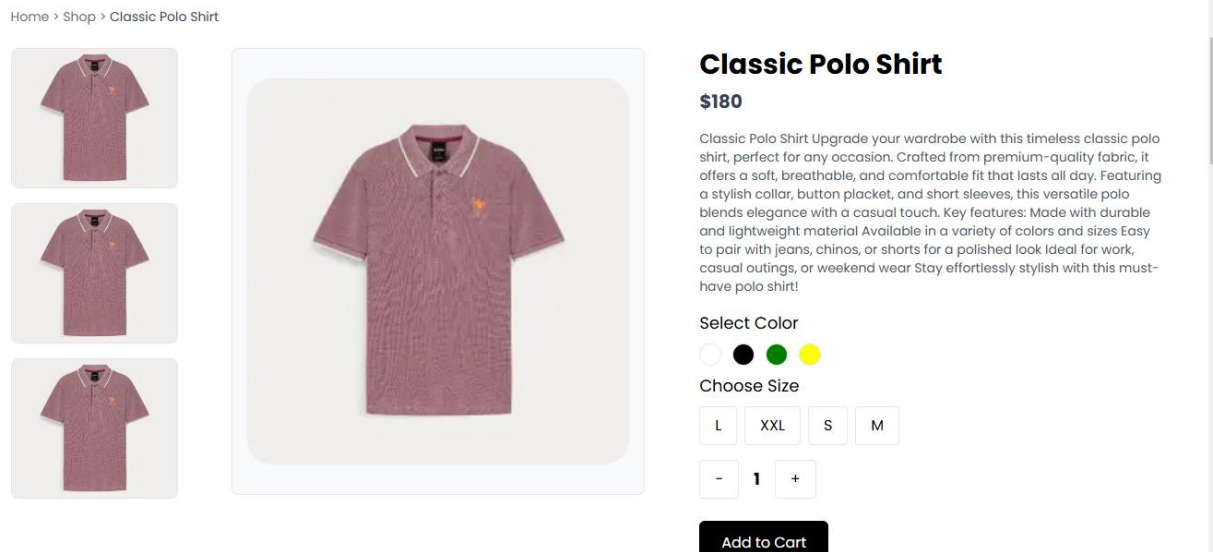 Home > Shop > Classic Polo Shirt
Classic Polo Shirt
$180
Classic Polo Shirt Upgrade your wardrobe with this timeless classic polo
shirt, perfect for any occasion. Crafted from premium-quality fabric, it
offers a soft, breathable, and comfortable fit that lasts all day. Featuring
a stylish collar, button placket, and short sleeves, this versatile polo
blends elegance with a casual touch. Key features: Made with durable
and lightweight material Available in a variety of colors and sizes Easy
to pair with jeans, chinos, or shorts for a polished look Ideal for work,
casual outings, or weekend wear Stay effortlessly stylish with this must-
have polo shirt!
Select Color
Choose Size
L XXL S M
- 1 +
Add to Cart